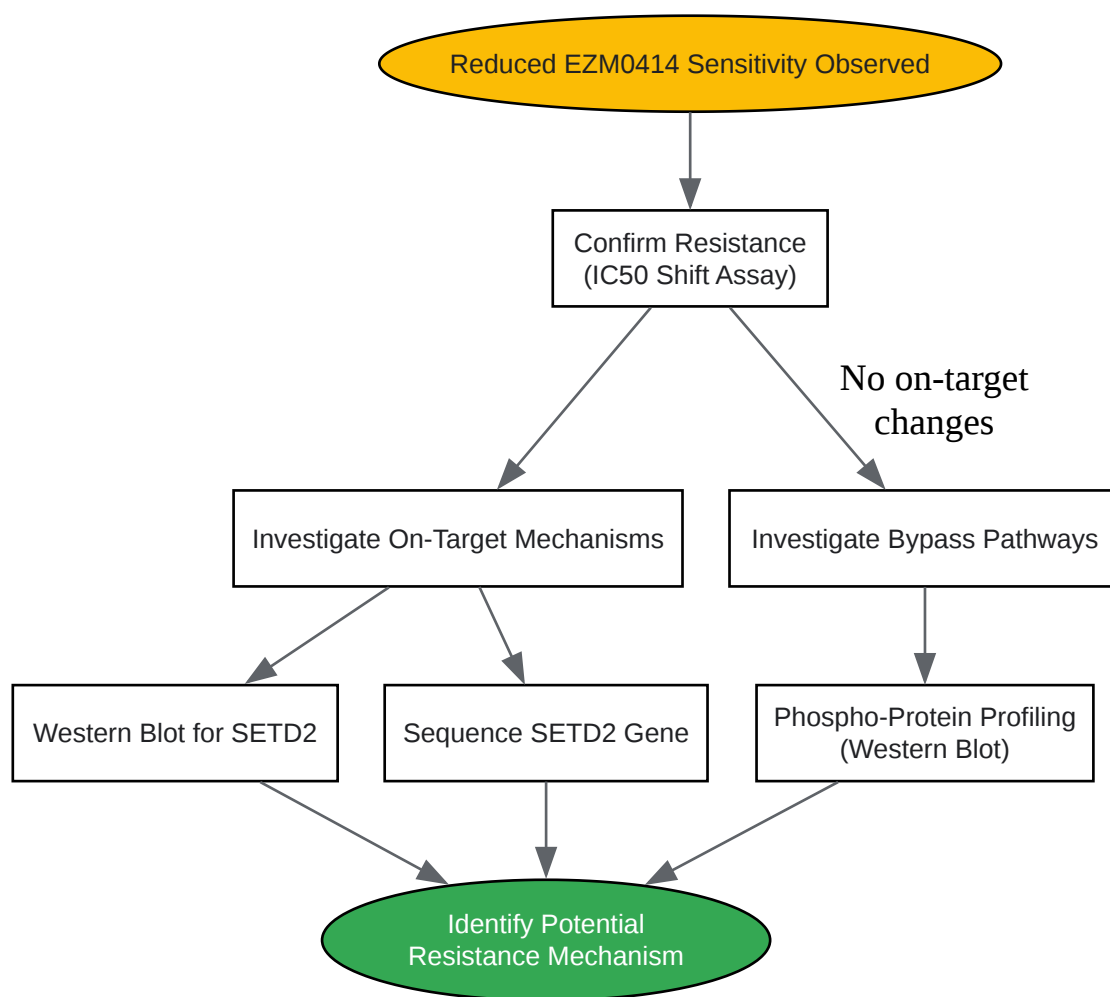 Reduced EZM0414 Sensitivity Observed
Confirm Resistance
(IC50 Shift Assay)
No on-target
changes
Investigate On-Target Mechanisms
Investigate Bypass Pathways
Western Blot for SETD2
Sequence SETD2 Gene
Phospho-Protein Profiling
(Western Blot)
Identify Potential
Resistance Mechanism